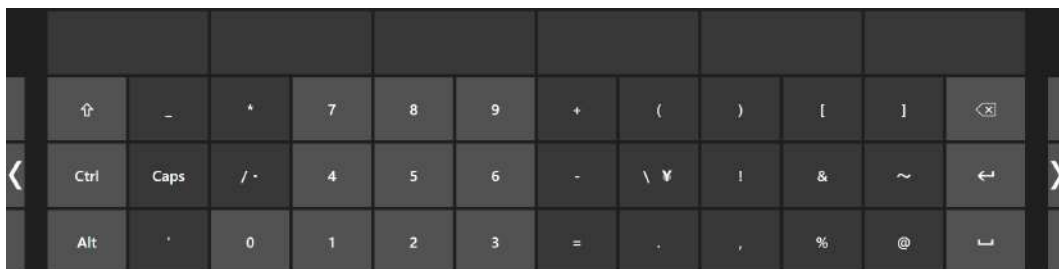 _ * 7 8 9 + ( ) [ ]
Ctrl Caps / · 4 5 6 - \ ¥ ! & ～
Alt ' 0 1 2 3 = . , % @